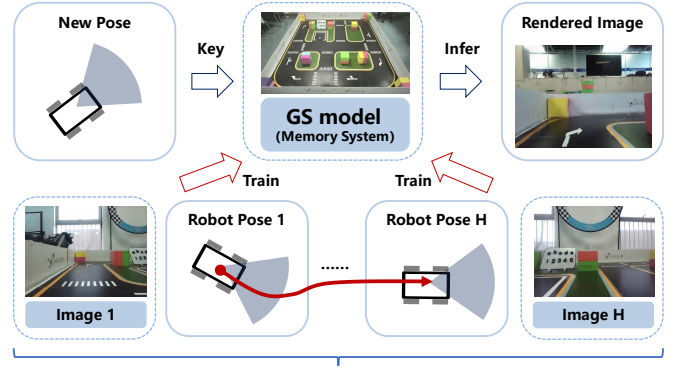 New Pose
Key
GS model
(Memory System)
Infer
Rendered Image
Train
Train
Image 1
Robot Pose 1
......
Robot Pose H
Image H